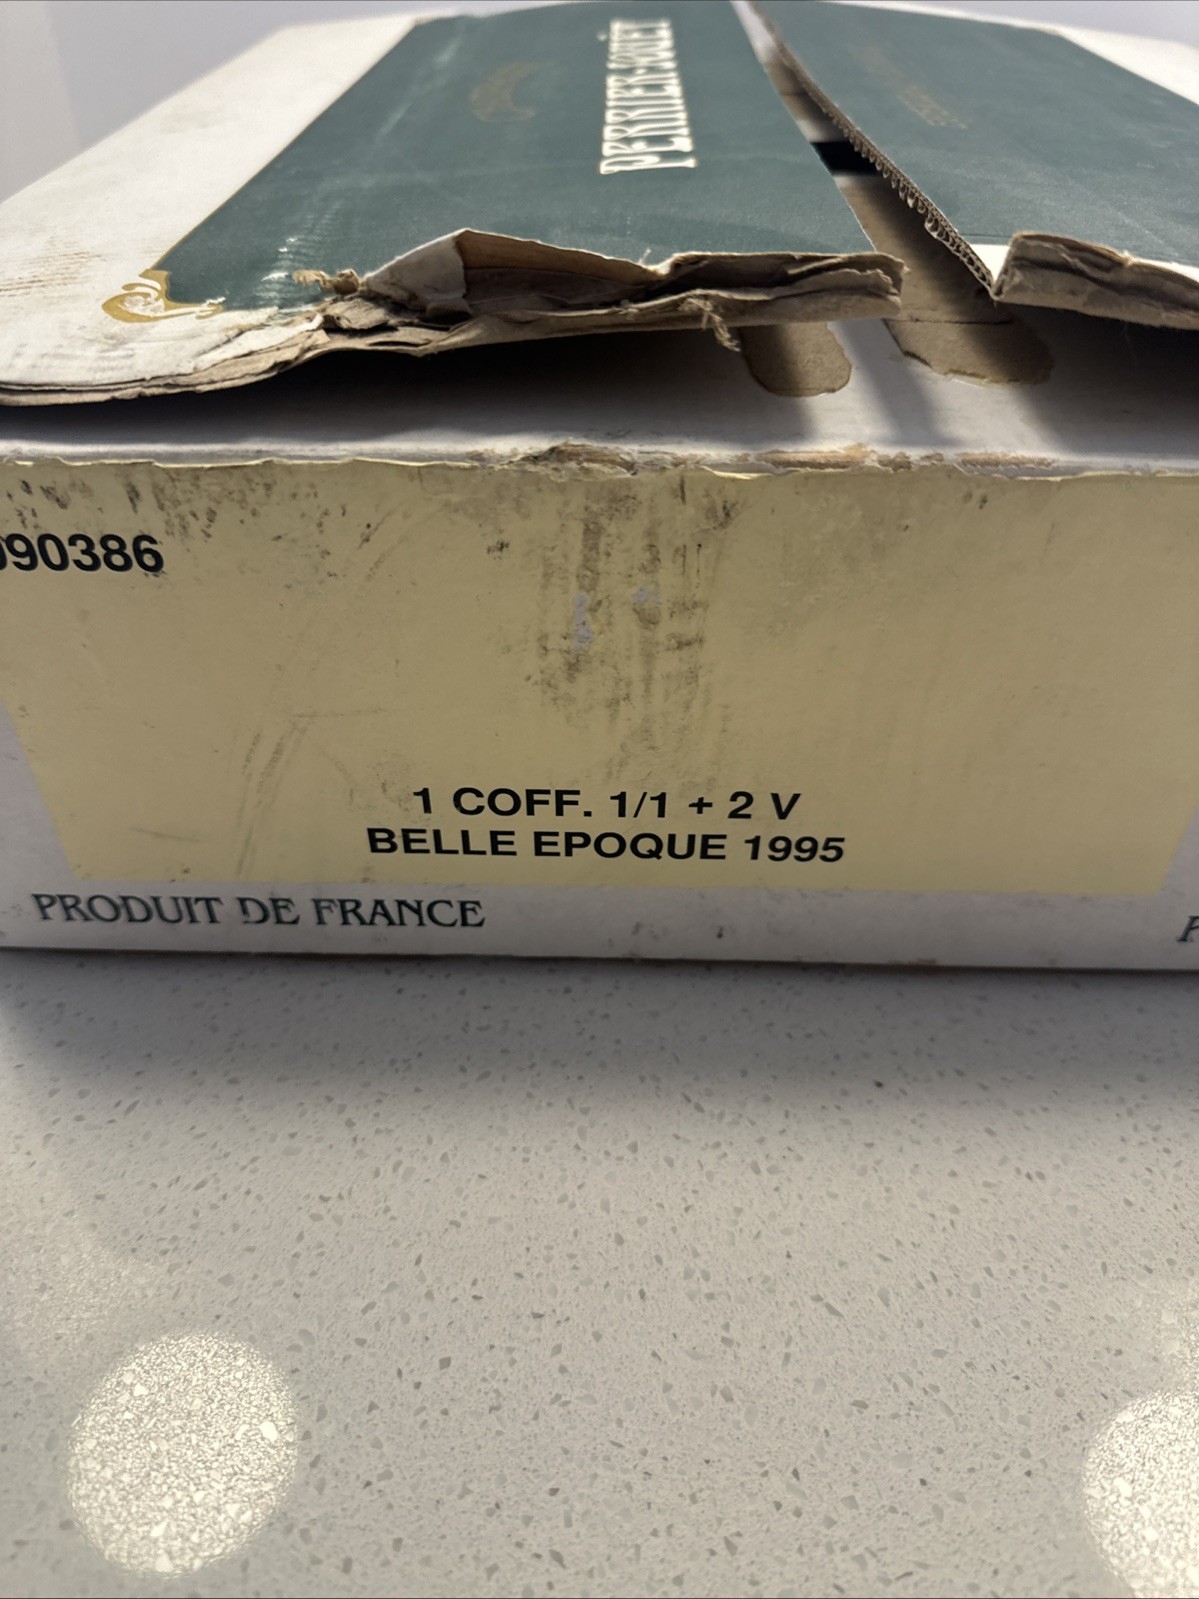 PERRIER-JOUËT
090386
1 COFF. 1/1 + 2 V
BELLE EPOQUE 1995
PRODUIT DE FRANCE